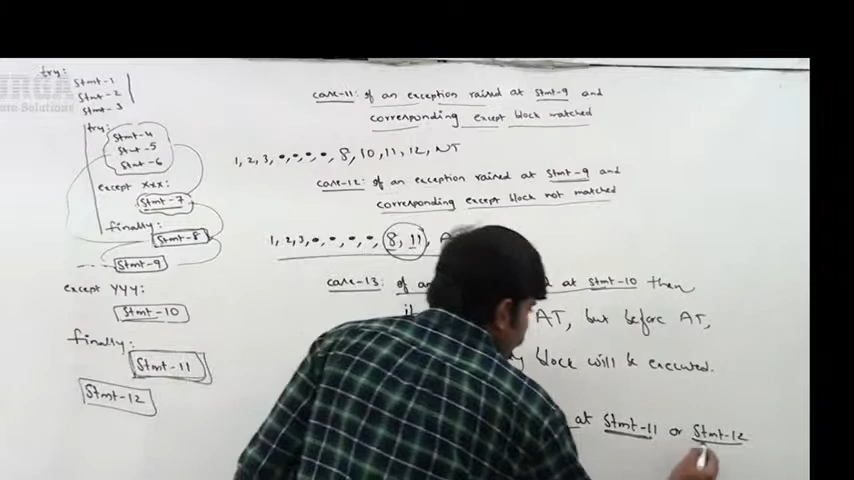 try:
Stmt-1
Stmt-2
Stmt-3
try:
Stmt-4
Stmt-5
Stmt-6
except XXX:
Stmt-7
finally:
Stmt-8
Stmt-9
except YYY:
Stmt-10
finally:
Stmt-11
Stmt-12
case-11: if an exception raised at Stmt-9 and
corresponding except block matched
1, 2, 3, •, •, •, •, 8, 10, 11, 12, NT
case-12: if an exception raised at Stmt-9 and
corresponding except block not matched
1, 2, 3, •, •, •, •, •, 8, 11,
case-13: if an at Stmt-10 then
AT, but before AT,
block will be executed.
at Stmt-11 or Stmt-12